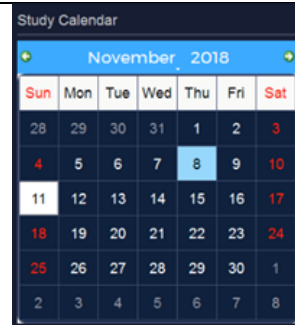 Study Calendar
November, 2018
Sun Mon Tue Wed Thu Fri Sat
28 29 30 31 1 2 3
4 5 6 7 8 9 10
11 12 13 14 15 16 17
18 19 20 21 22 23 24
25 26 27 28 29 30 1
2 3 4 5 6 7 8